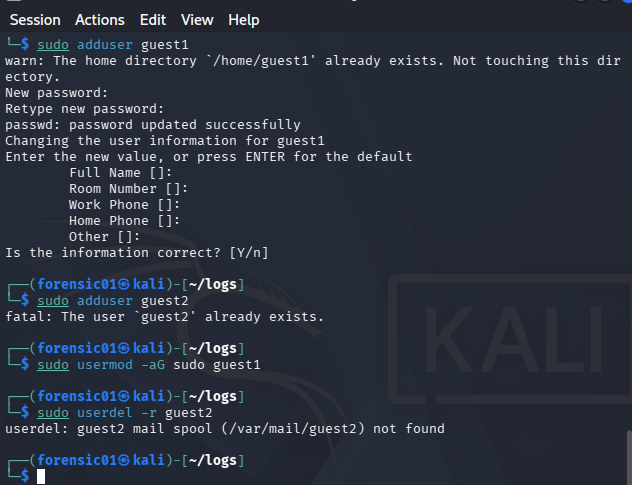 Session Actions Edit View Help
└─$ sudo adduser guest1
warn: The home directory `/home/guest1' already exists. Not touching this dir
ectory.
New password:
Retype new password:
passwd: password updated successfully
Changing the user information for guest1
Enter the new value, or press ENTER for the default
        Full Name []:
        Room Number []:
        Work Phone []:
        Home Phone []:
        Other []:
Is the information correct? [Y/n]
┌──(forensic01㉿kali)-[~/logs]
└─$ sudo adduser guest2
fatal: The user `guest2' already exists.
┌──(forensic01㉿kali)-[~/logs]
└─$ sudo usermod -aG sudo guest1
┌──(forensic01㉿kali)-[~/logs]
└─$ sudo userdel -r guest2
userdel: guest2 mail spool (/var/mail/guest2) not found
┌──(forensic01㉿kali)-[~/logs]
└─$
KALI